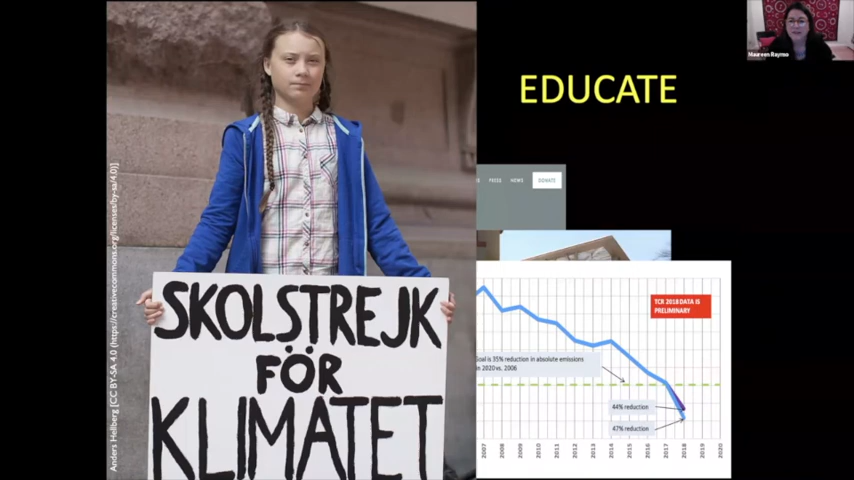 Maureen Raymo
EDUCATE
PRESS NEWS DONATE
SKOLSTREJK
FÖR
KLIMATET
TCR 2018 DATA IS
PRELIMINARY
Goal is 35% reduction in absolute emissions
in 2020 vs. 2006
44% reduction
47% reduction
2007 2008 2009 2010 2011 2012 2013 2014 2015 2016 2017 2018 2019 2020
Anders Hellberg [CC BY-SA 4.0 (https://creativecommons.org/licenses/by-sa/4.0)]